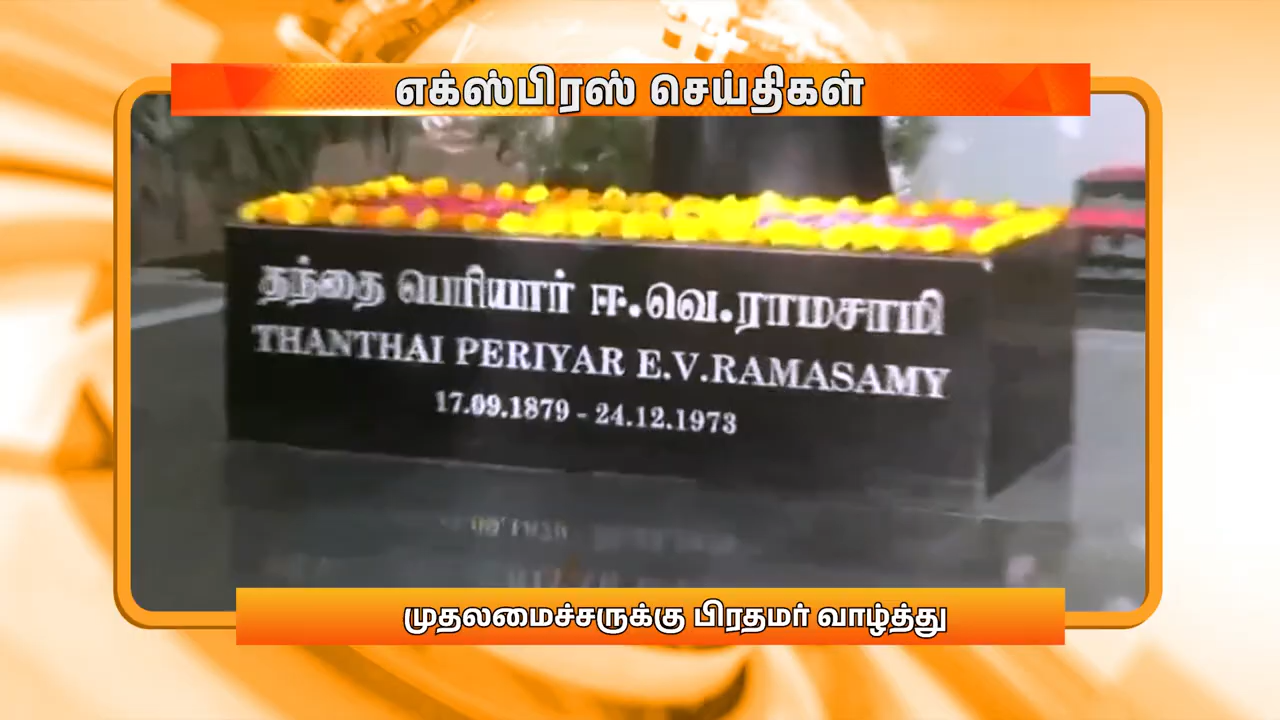 எக்ஸ்பிரஸ் செய்திகள்
தந்தை பெரியார் ஈ.வெ.ராமசாமி
THANTHAI PERIYAR E.V.RAMASAMY
17.09.1879 - 24.12.1973
முதலமைச்சருக்கு பிரதமர் வாழ்த்து